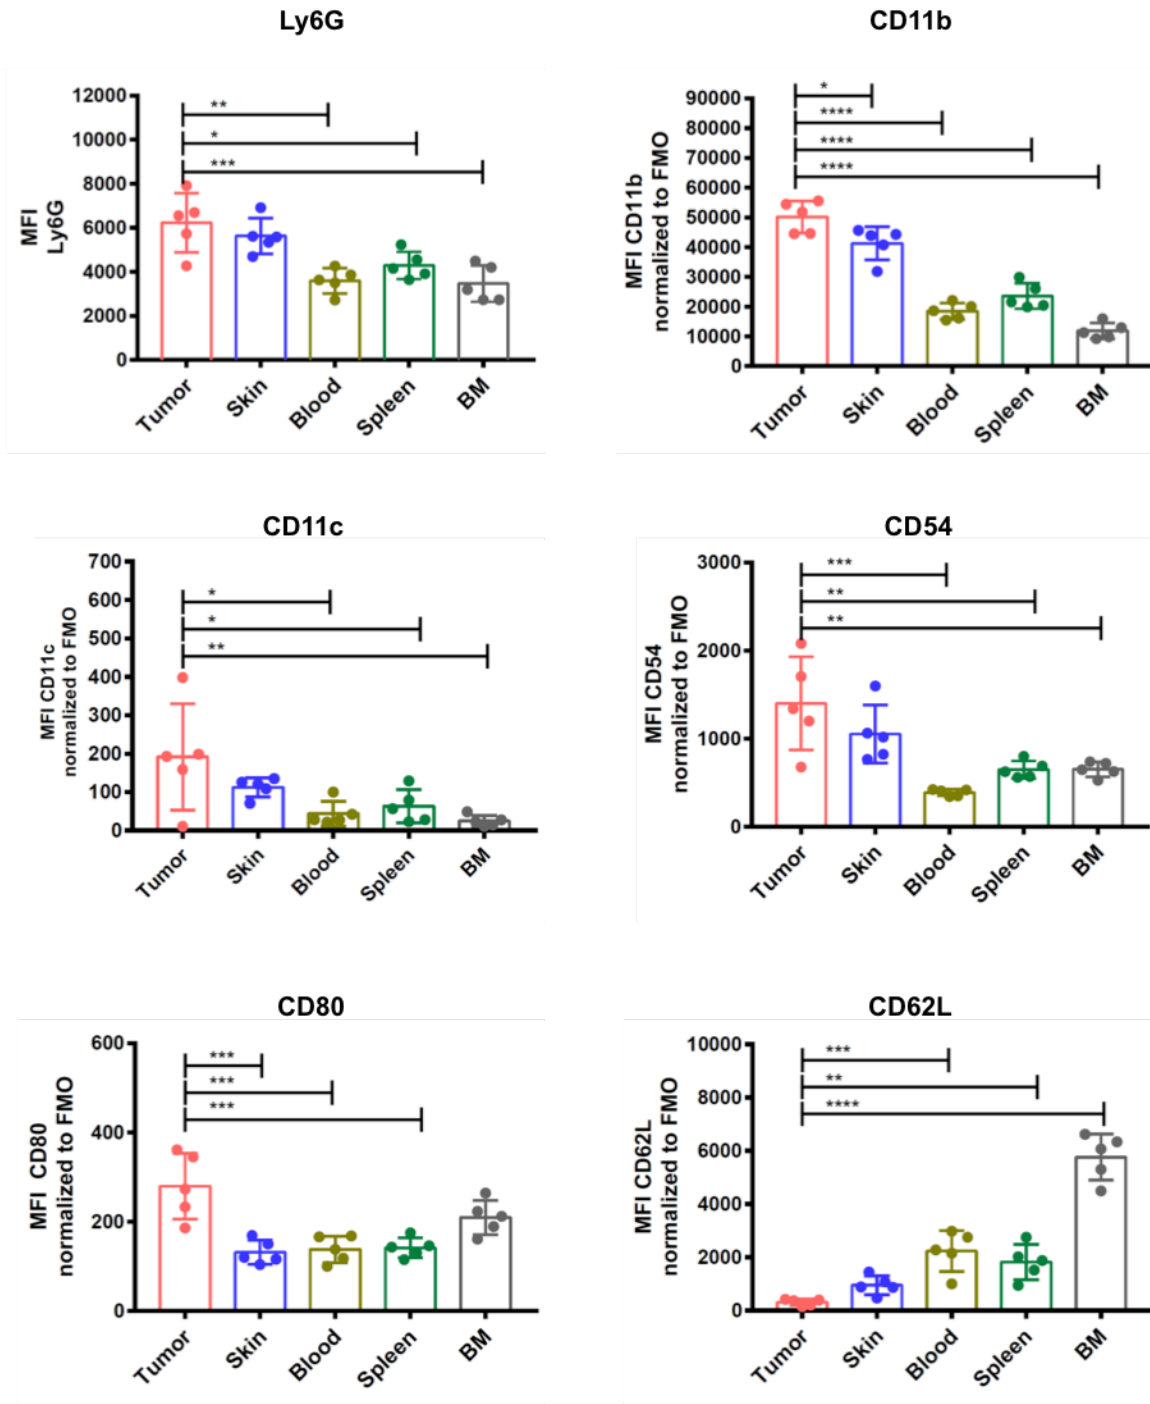 Ly6G
MFI
Ly6G
12000
10000
8000
6000
4000
2000
0
**
*
***
Tumor
Skin
Blood
Spleen
BM
CD11b
MFI CD11b
normalized to FMO
90000
80000
70000
60000
50000
40000
30000
20000
10000
0
*
****
****
****
Tumor
Skin
Blood
Spleen
BM
CD11c
MFI CD11c
normalized to FMO
700
600
500
400
300
200
100
0
*
*
**
Tumor
Skin
Blood
Spleen
BM
CD54
MFI CD54
normalized to FMO
3000
2000
1000
0
***
**
**
Tumor
Skin
Blood
Spleen
BM
CD80
MFI CD80
normalized to FMO
600
400
200
0
***
***
***
Tumor
Skin
Blood
Spleen
BM
CD62L
MFI CD62L
normalized to FMO
10000
8000
6000
4000
2000
0
***
**
****
Tumor
Skin
Blood
Spleen
BM